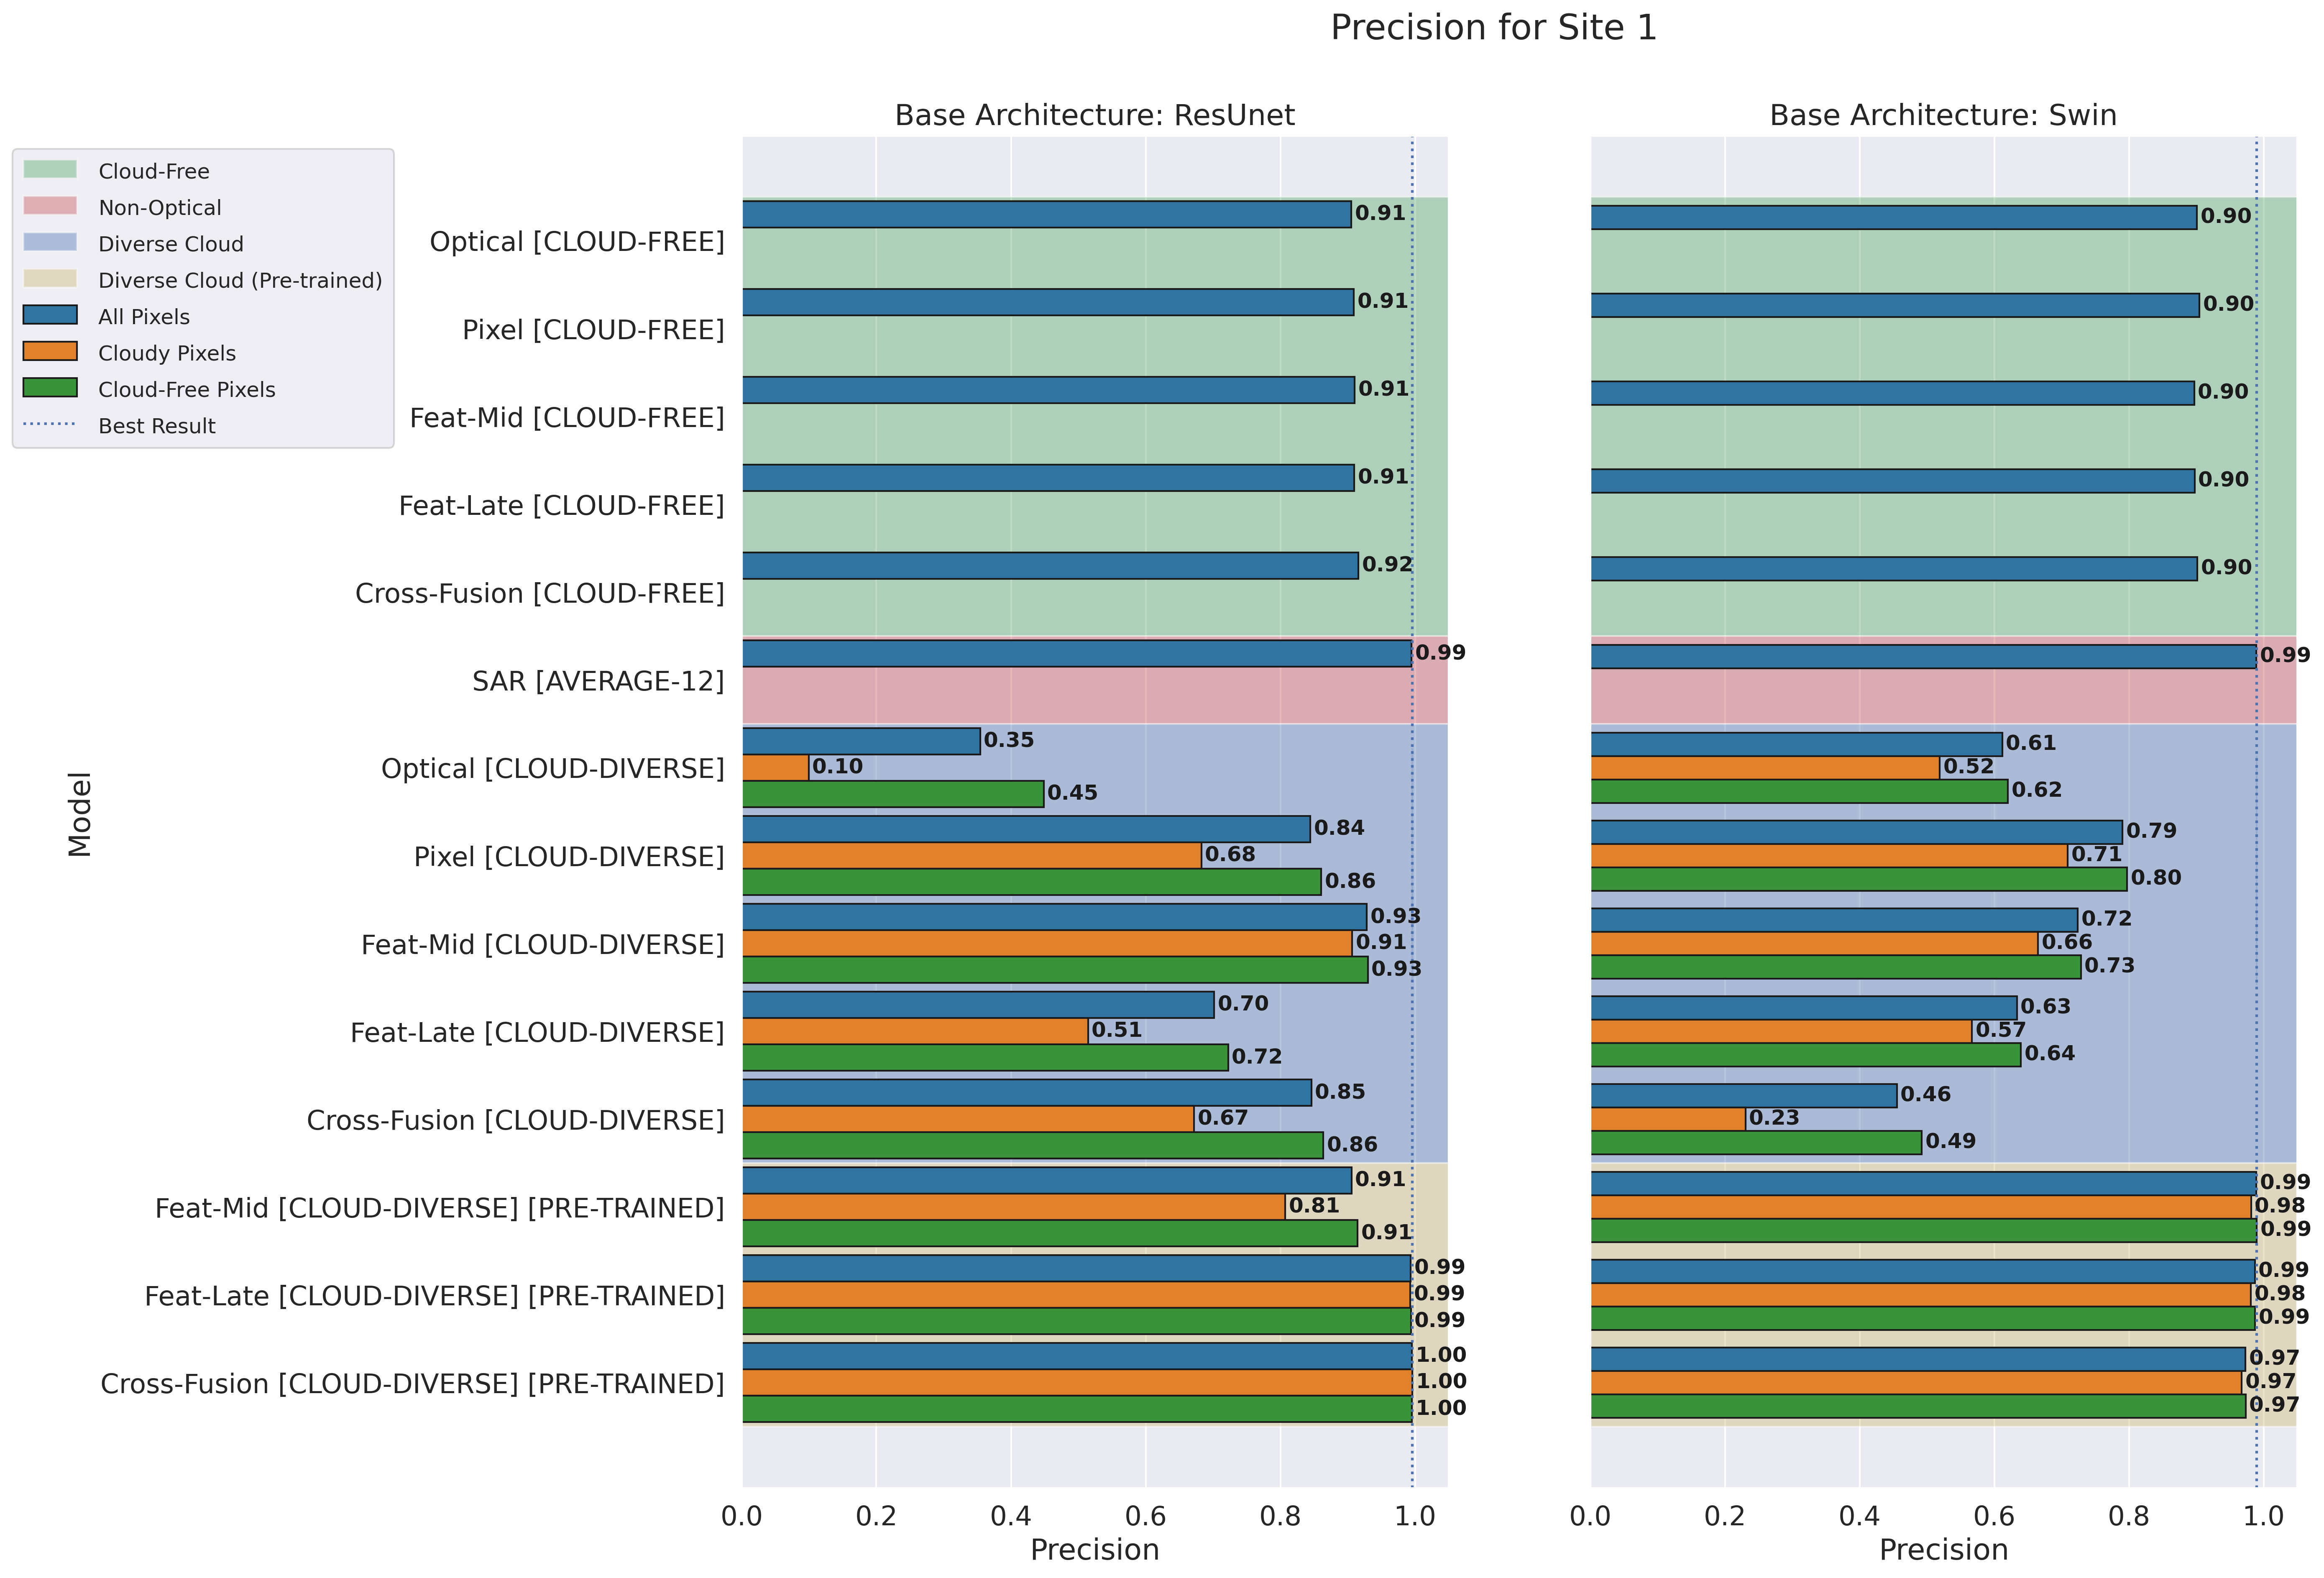 Precision for Site 1
Base Architecture: ResUnet
Base Architecture: Swin
Cloud-Free
Non-Optical
Diverse Cloud
Diverse Cloud (Pre-trained)
All Pixels
Cloudy Pixels
Cloud-Free Pixels
Best Result
Model
Optical [CLOUD-FREE]
Pixel [CLOUD-FREE]
Feat-Mid [CLOUD-FREE]
Feat-Late [CLOUD-FREE]
Cross-Fusion [CLOUD-FREE]
SAR [AVERAGE-12]
Optical [CLOUD-DIVERSE]
Pixel [CLOUD-DIVERSE]
Feat-Mid [CLOUD-DIVERSE]
Feat-Late [CLOUD-DIVERSE]
Cross-Fusion [CLOUD-DIVERSE]
Feat-Mid [CLOUD-DIVERSE] [PRE-TRAINED]
Feat-Late [CLOUD-DIVERSE] [PRE-TRAINED]
Cross-Fusion [CLOUD-DIVERSE] [PRE-TRAINED]
0.91
0.91
0.91
0.91
0.92
0.99
0.35
0.10
0.45
0.84
0.68
0.86
0.93
0.91
0.93
0.70
0.51
0.72
0.85
0.67
0.86
0.91
0.81
0.91
0.99
0.99
0.99
1.00
1.00
1.00
0.0 0.2 0.4 0.6 0.8 1.0
Precision
0.90
0.90
0.90
0.90
0.90
0.99
0.61
0.52
0.62
0.79
0.71
0.80
0.72
0.66
0.73
0.63
0.57
0.64
0.46
0.23
0.49
0.99
0.98
0.99
0.99
0.98
0.99
0.97
0.97
0.97
0.0 0.2 0.4 0.6 0.8 1.0
Precision